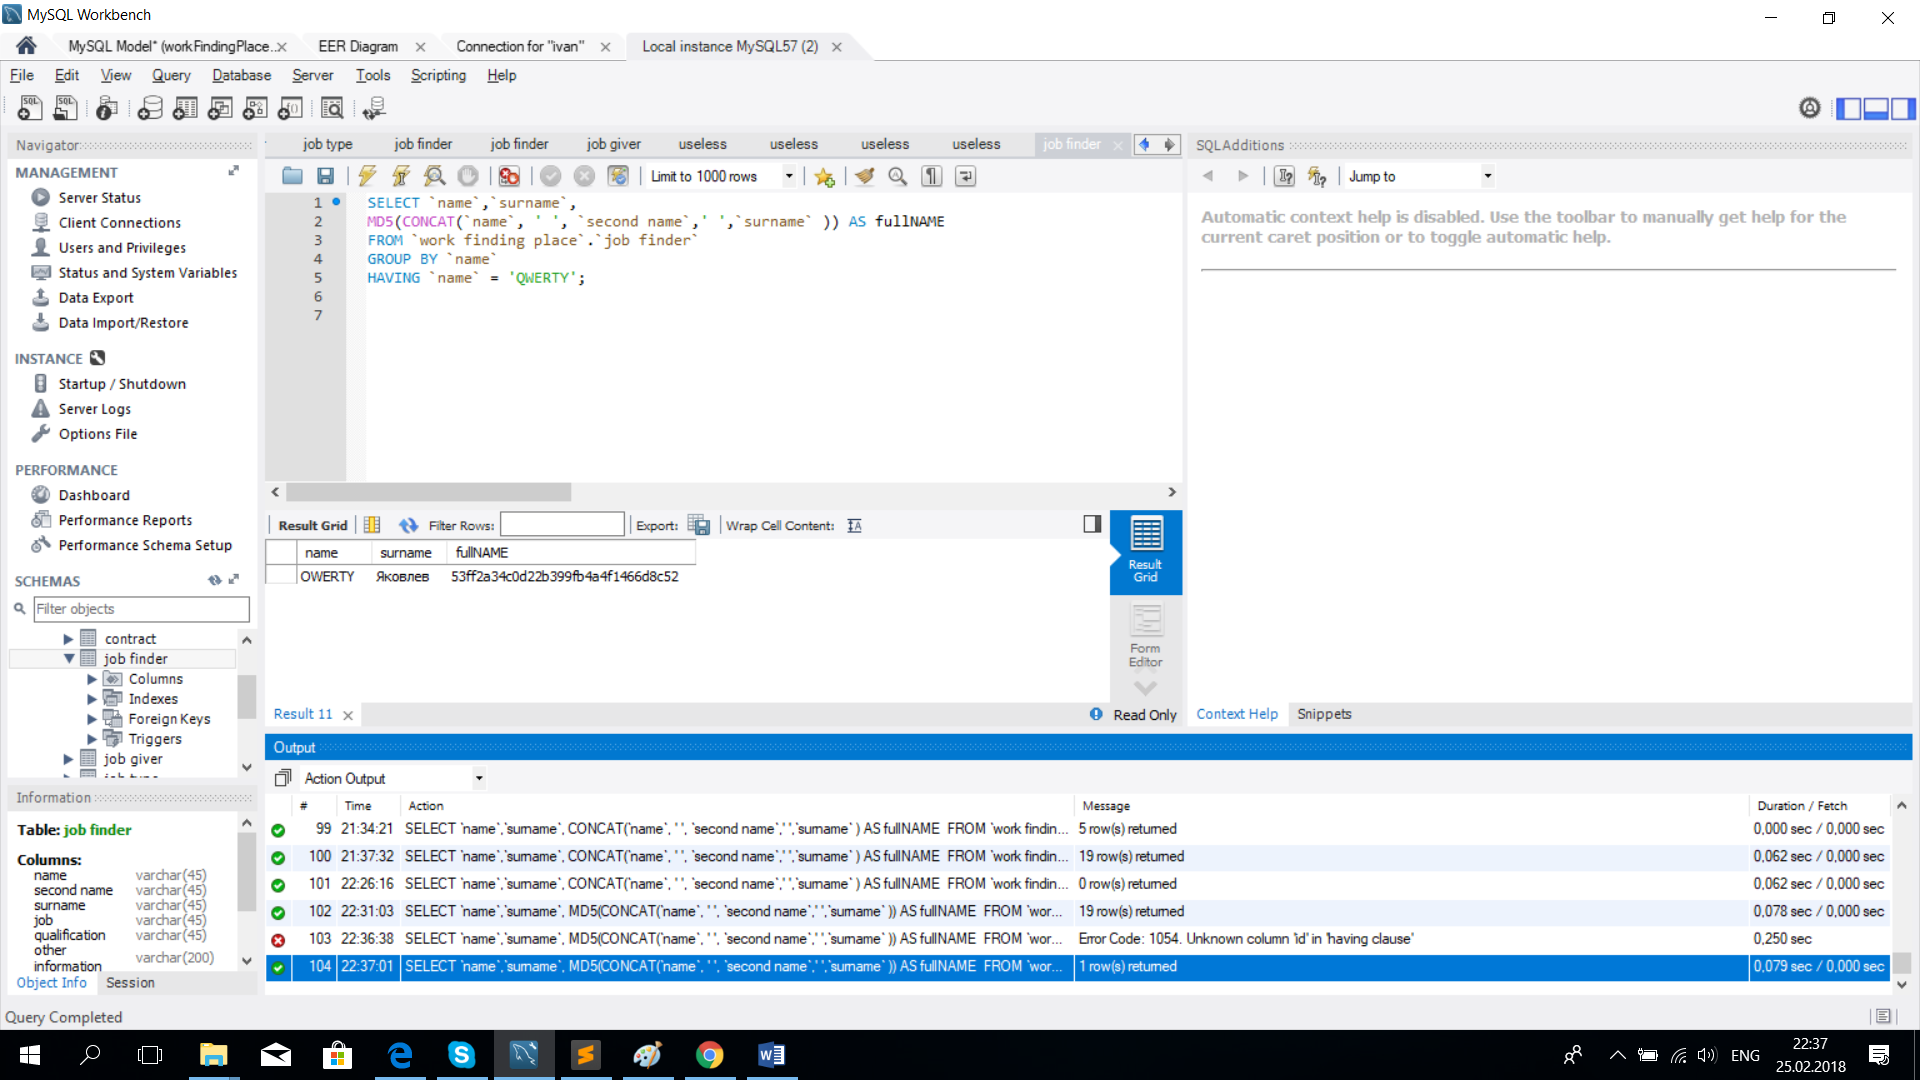 MySQL Workbench
MySQL Model* (workFindingPlace...
EER Diagram
Connection for "ivan"
Local instance MySQL57 (2)
File Edit View Query Database Server Tools Scripting Help
Navigator
MANAGEMENT
Server Status
Client Connections
Users and Privileges
Status and System Variables
Data Export
Data Import/Restore
INSTANCE
Startup / Shutdown
Server Logs
Options File
PERFORMANCE
Dashboard
Performance Reports
Performance Schema Setup
SCHEMAS
Filter objects
contract
job finder
Columns
Indexes
Foreign Keys
Triggers
job giver
job type
Information
Table: job finder
Columns:
name varchar(45)
second name varchar(45)
surname varchar(45)
job varchar(45)
qualification varchar(45)
other information varchar(200)
Object Info Session
Query Completed
job type job finder job finder job giver useless useless useless useless job finder
Limit to 1000 rows
1 SELECT `name`,`surname`,
2 MD5(CONCAT(`name`, ' ', `second name`,' ',`surname` )) AS fullNAME
3 FROM `work finding place`.`job finder`
4 GROUP BY `name`
5 HAVING `name` = 'QWERTY';
6
7
Result Grid Filter Rows: Export: Wrap Cell Content:
name surname fullNAME
QWERTY Яковлев 53ff2a34c0d22b399fb4a4f1466d8c52
Result Grid
Form Editor
Result 11
Read Only
SQLAdditions
Jump to
Automatic context help is disabled. Use the toolbar to manually get help for the
current caret position or to toggle automatic help.
Context Help Snippets
Output
Action Output
# Time Action Message Duration / Fetch
99 21:34:21 SELECT `name`,`surname`, CONCAT(`name`, ' ', `second name`,' ',`surname` ) AS fullNAME FROM `work findin... 5 row(s) returned 0,000 sec / 0,000 sec
100 21:37:32 SELECT `name`,`surname`, CONCAT(`name`, ' ', `second name`,' ',`surname` ) AS fullNAME FROM `work findin... 19 row(s) returned 0,062 sec / 0,000 sec
101 22:26:16 SELECT `name`,`surname`, CONCAT(`name`, ' ', `second name`,' ',`surname` ) AS fullNAME FROM `work findin... 0 row(s) returned 0,062 sec / 0,000 sec
102 22:31:03 SELECT `name`,`surname`, MD5(CONCAT(`name`, ' ', `second name`,' ',`surname` )) AS fullNAME FROM `wor... 19 row(s) returned 0,078 sec / 0,000 sec
103 22:36:38 SELECT `name`,`surname`, MD5(CONCAT(`name`, ' ', `second name`,' ',`surname` )) AS fullNAME FROM `wor... Error Code: 1054. Unknown column 'id' in 'having clause' 0,250 sec
104 22:37:01 SELECT `name`,`surname`, MD5(CONCAT(`name`, ' ', `second name`,' ',`surname` )) AS fullNAME FROM `wor... 1 row(s) returned 0,079 sec / 0,000 sec
ENG
22:37
25.02.2018